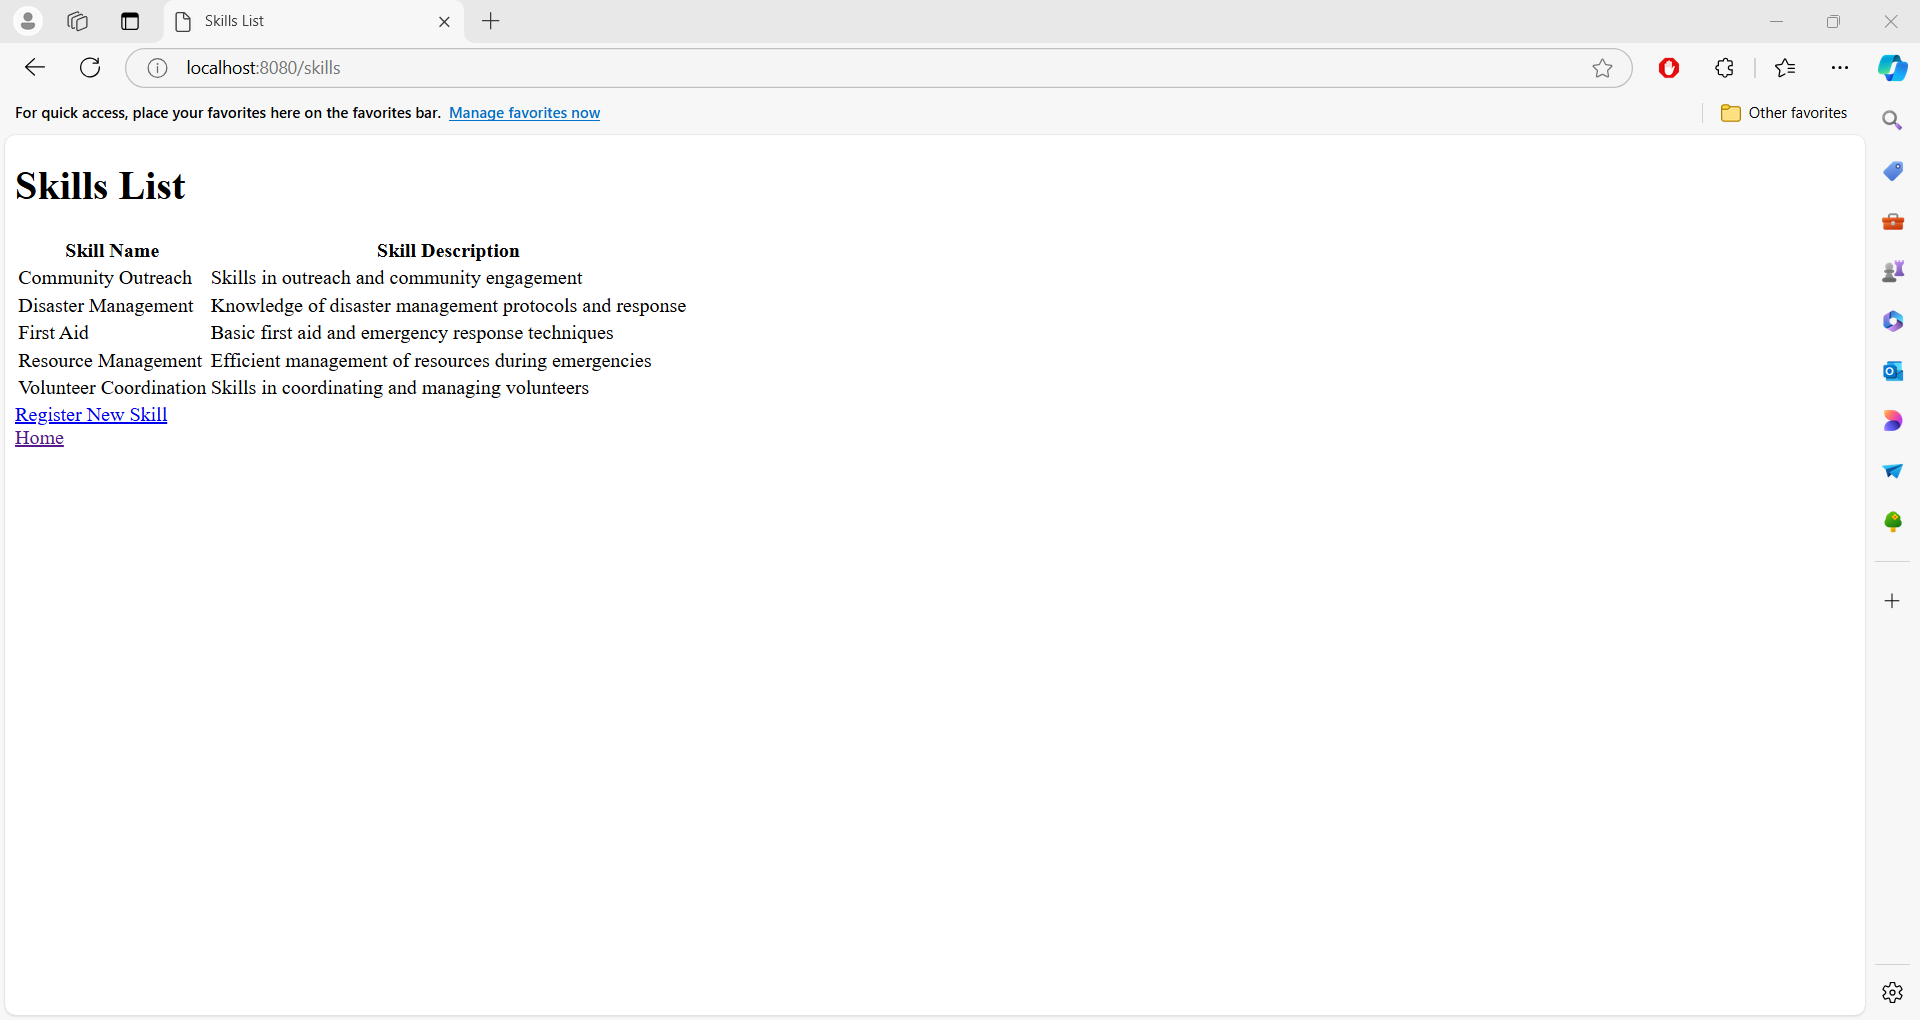 Skills List
localhost:8080/skills
For quick access, place your favorites here on the favorites bar. Manage favorites now
Other favorites
Skills List
Skill Name Skill Description
Community Outreach Skills in outreach and community engagement
Disaster Management Knowledge of disaster management protocols and response
First Aid Basic first aid and emergency response techniques
Resource Management Efficient management of resources during emergencies
Volunteer Coordination Skills in coordinating and managing volunteers
Register New Skill
Home